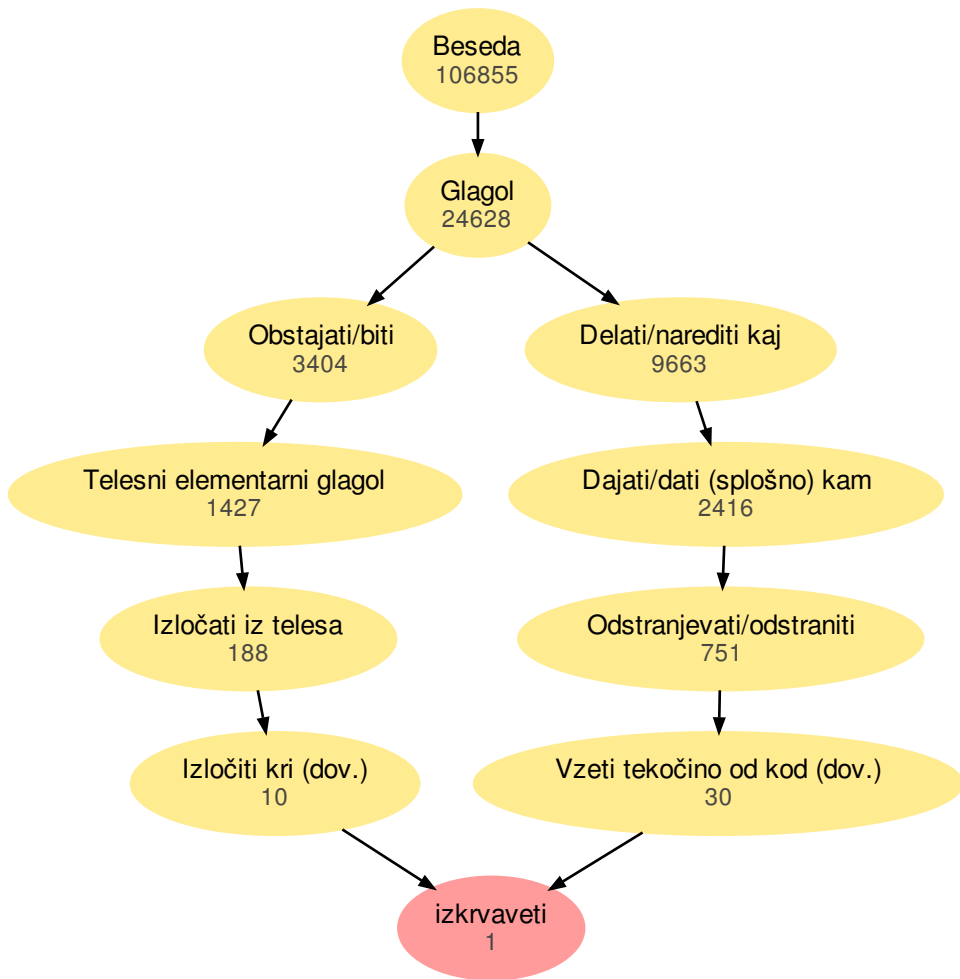 Beseda
106855
Glagol
24628
Obstajati/biti
3404
Delati/narediti kaj
9663
Telesni elementarni glagol
1427
Dajati/dati (splošno) kam
2416
Izločati iz telesa
188
Odstranjevati/odstraniti
751
Izločiti kri (dov.)
10
Vzeti tekočino od kod (dov.)
30
izkrvaveti
1